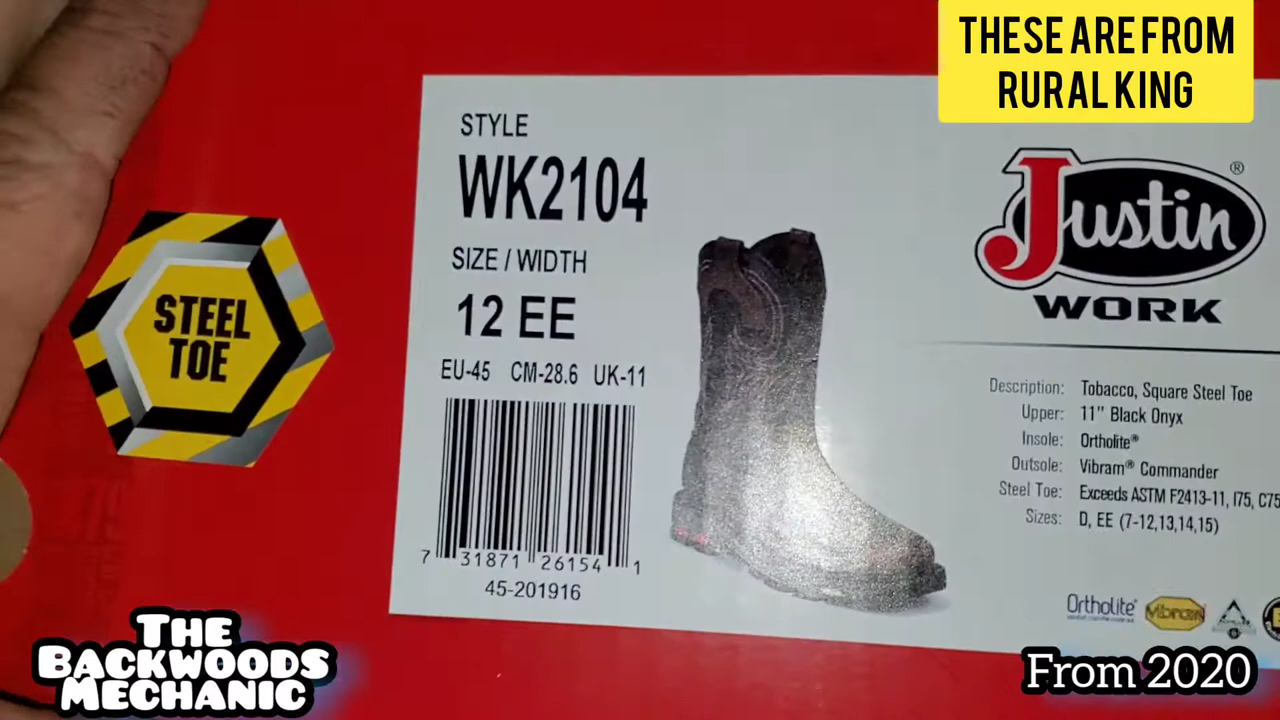 THESE ARE FROM
RURAL KING
STYLE
WK2104
SIZE / WIDTH
12 EE
EU-45 CM-28.6 UK-11
7 31871 26154 1
45-201916
STEEL
TOE
Justin®
WORK
Description: Tobacco, Square Steel Toe
Upper: 11" Black Onyx
Insole: Ortholite®
Outsole: Vibram® Commander
Steel Toe: Exceeds ASTM F2413-11, I75, C75
Sizes: D, EE (7-12,13,14,15)
Ortholite®
Vibram
THE
BACKWOODS
MECHANIC
From 2020